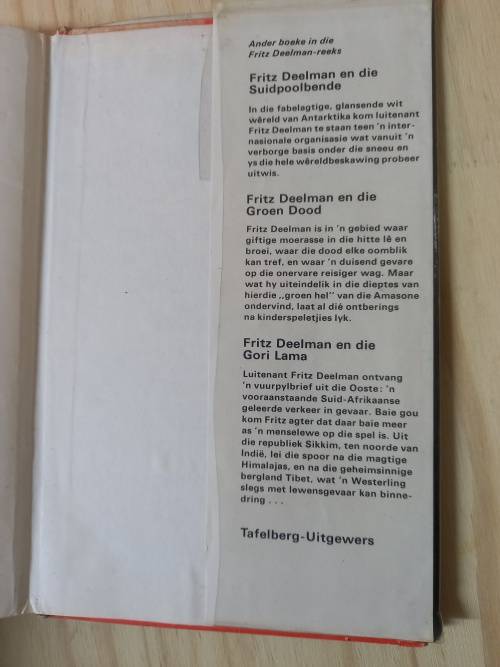 Ander boeke in die
Fritz Deelman-reeks
Fritz Deelman en die
Suidpoolbende
In die fabelagtige, glansende wit
wêreld van Antarktika kom luitenant
Fritz Deelman te staan teen 'n inter-
nasionale organisasie wat vanuit 'n
verborge basis onder die sneeu en
ys die hele wêreldbeskawing probeer
uitwis.
Fritz Deelman en die
Groen Dood
Fritz Deelman is in 'n gebied waar
giftige moerasse in die hitte lê en
broei, waar die dood elke oomblik
kan tref, en waar 'n duisend gevare
op die onervare reisiger wag. Maar
wat hy uiteindelik in die dieptes van
hierdie „groen hel" van die Amasone
ondervind, laat al dié ontberings
na kinderspeletjies lyk.
Fritz Deelman en die
Gori Lama
Luitenant Fritz Deelman ontvang
'n vuurpylbrief uit die Ooste: 'n
vooraanstaande Suid-Afrikaanse
geleerde verkeer in gevaar. Baie gou
kom Fritz agter dat daar baie meer
as 'n menselewe op die spel is. Uit
die republiek Sikkim, ten noorde van
Indië, lei die spoor na die magtige
Himalajas, en na die geheimsinnige
bergland Tibet, wat 'n Westerling
slegs met lewensgevaar kan binne-
dring . . .
Tafelberg-Uitgewers